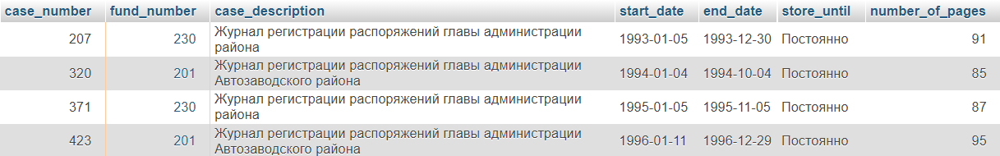 case_number fund_number case_description start_date end_date store_until number_of_pages
207 230 Журнал регистрации распоряжений главы администрации района 1993-01-05 1993-12-30 Постоянно 91
320 201 Журнал регистрации распоряжений главы администрации Автозаводского района 1994-01-04 1994-10-04 Постоянно 85
371 230 Журнал регистрации распоряжений главы администрации района 1995-01-05 1995-11-05 Постоянно 87
423 201 Журнал регистрации распоряжений главы администрации Автозаводского района 1996-01-11 1996-12-29 Постоянно 95